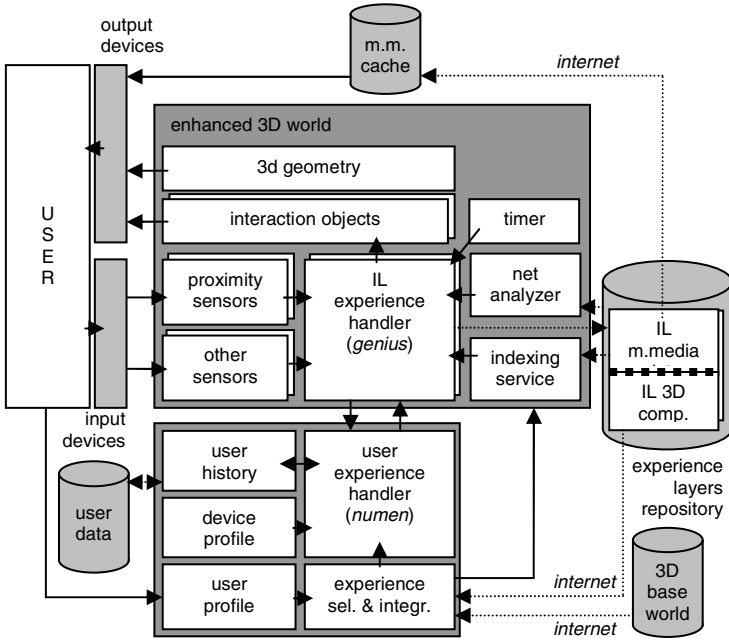 output
devices
m.m.
cache
internet
enhanced 3D world
3d geometry
interaction objects
timer
U
S
E
R
proximity
sensors
IL
experience
handler
(genius)
net
analyzer
other
sensors
indexing
service
IL
m.media
IL 3D
comp.
input
devices
experience
layers
repository
user
history
user
experience
handler
(numen)
user
data
device
profile
user
profile
experience
sel. & integr.
internet
internet
3D
base
world